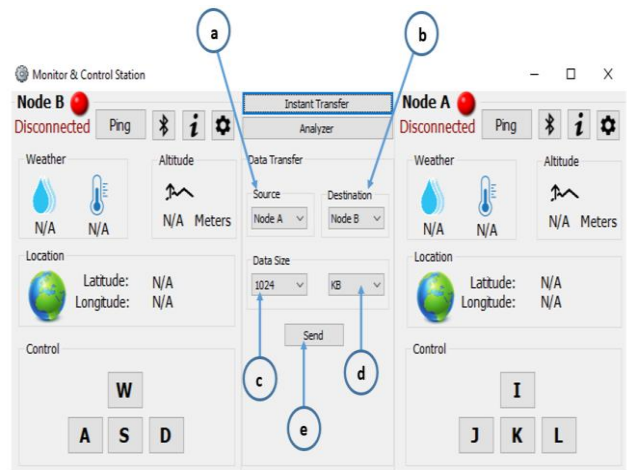 a
b
Monitor & Control Station
Node B
Disconnected
Ping
i
Weather
N/A
N/A
Altitude
N/A Meters
Location
Latitude: N/A
Longitude: N/A
Control
W
A S D
Instant Transfer
Analyzer
Data Transfer
Source
Node A
Destination
Node B
Data Size
1024
KB
Send
c
d
e
Node A
Disconnected
Ping
i
Weather
N/A
N/A
Altitude
N/A Meters
Location
Latitude: N/A
Longitude: N/A
Control
I
J K L